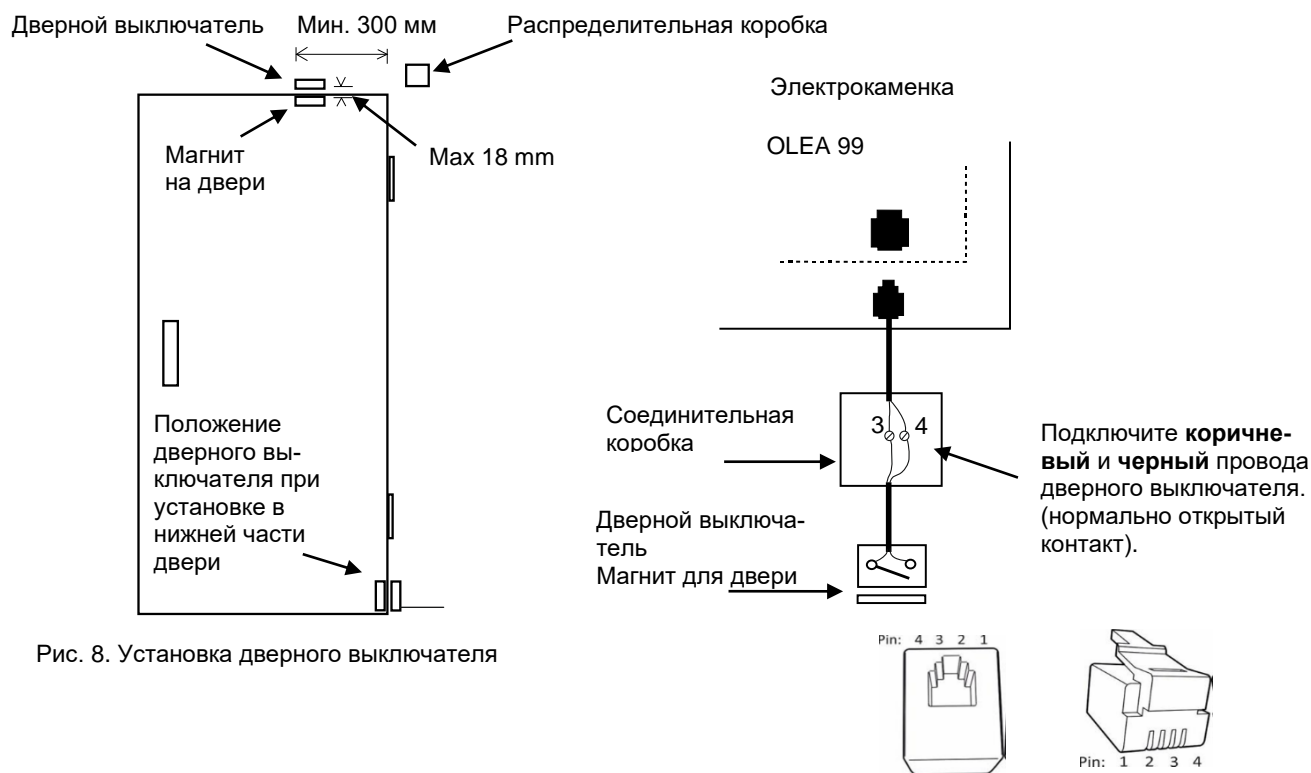 Дверной выключатель
Мин. 300 мм
Распределительная коробка
Магнит
на двери
Max 18 mm
Положение
дверного вы-
ключателя при
установке в
нижней части
двери
Рис. 8. Установка дверного выключателя
Электрокаменка
OLEA 99
Соединительная
коробка
3 4
Подключите коричне-
вый и черный провода
дверного выключателя.
(нормально открытый
контакт).
Дверной выключа-
тель
Магнит для двери
Pin: 4 3 2 1
Pin: 1 2 3 4